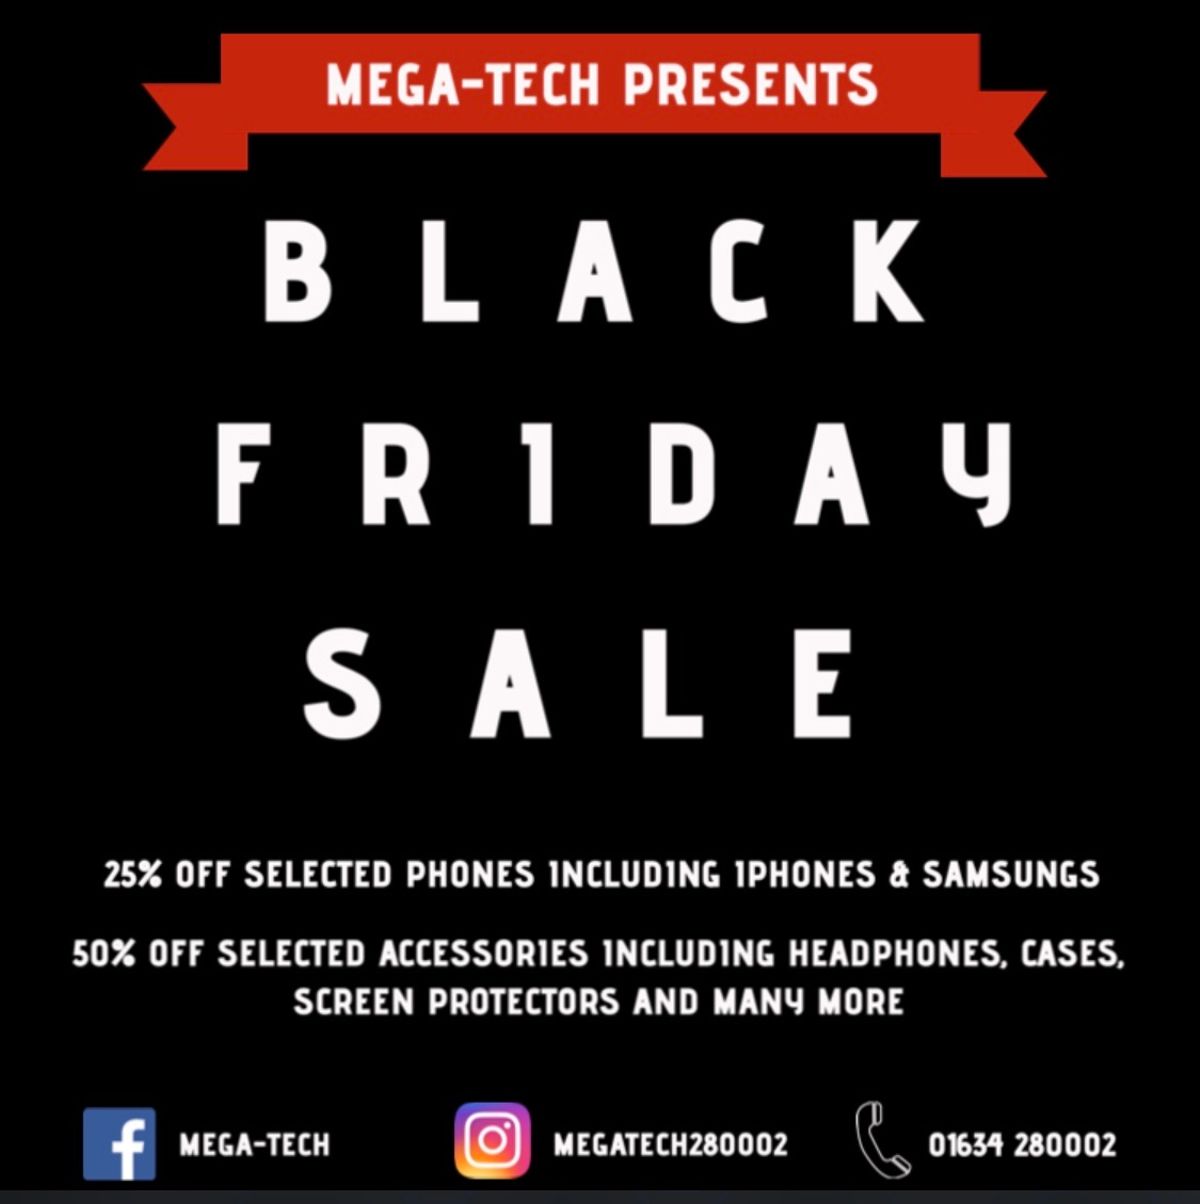 MEGA-TECH PRESENTS
BLACK
FRIDAY
SALE
25% OFF SELECTED PHONES INCLUDING IPHONES & SAMSUNGS
50% OFF SELECTED ACCESSORIES INCLUDING HEADPHONES, CASES,
SCREEN PROTECTORS AND MANY MORE
f MEGA-TECH MEGATECH280002 01634 280002